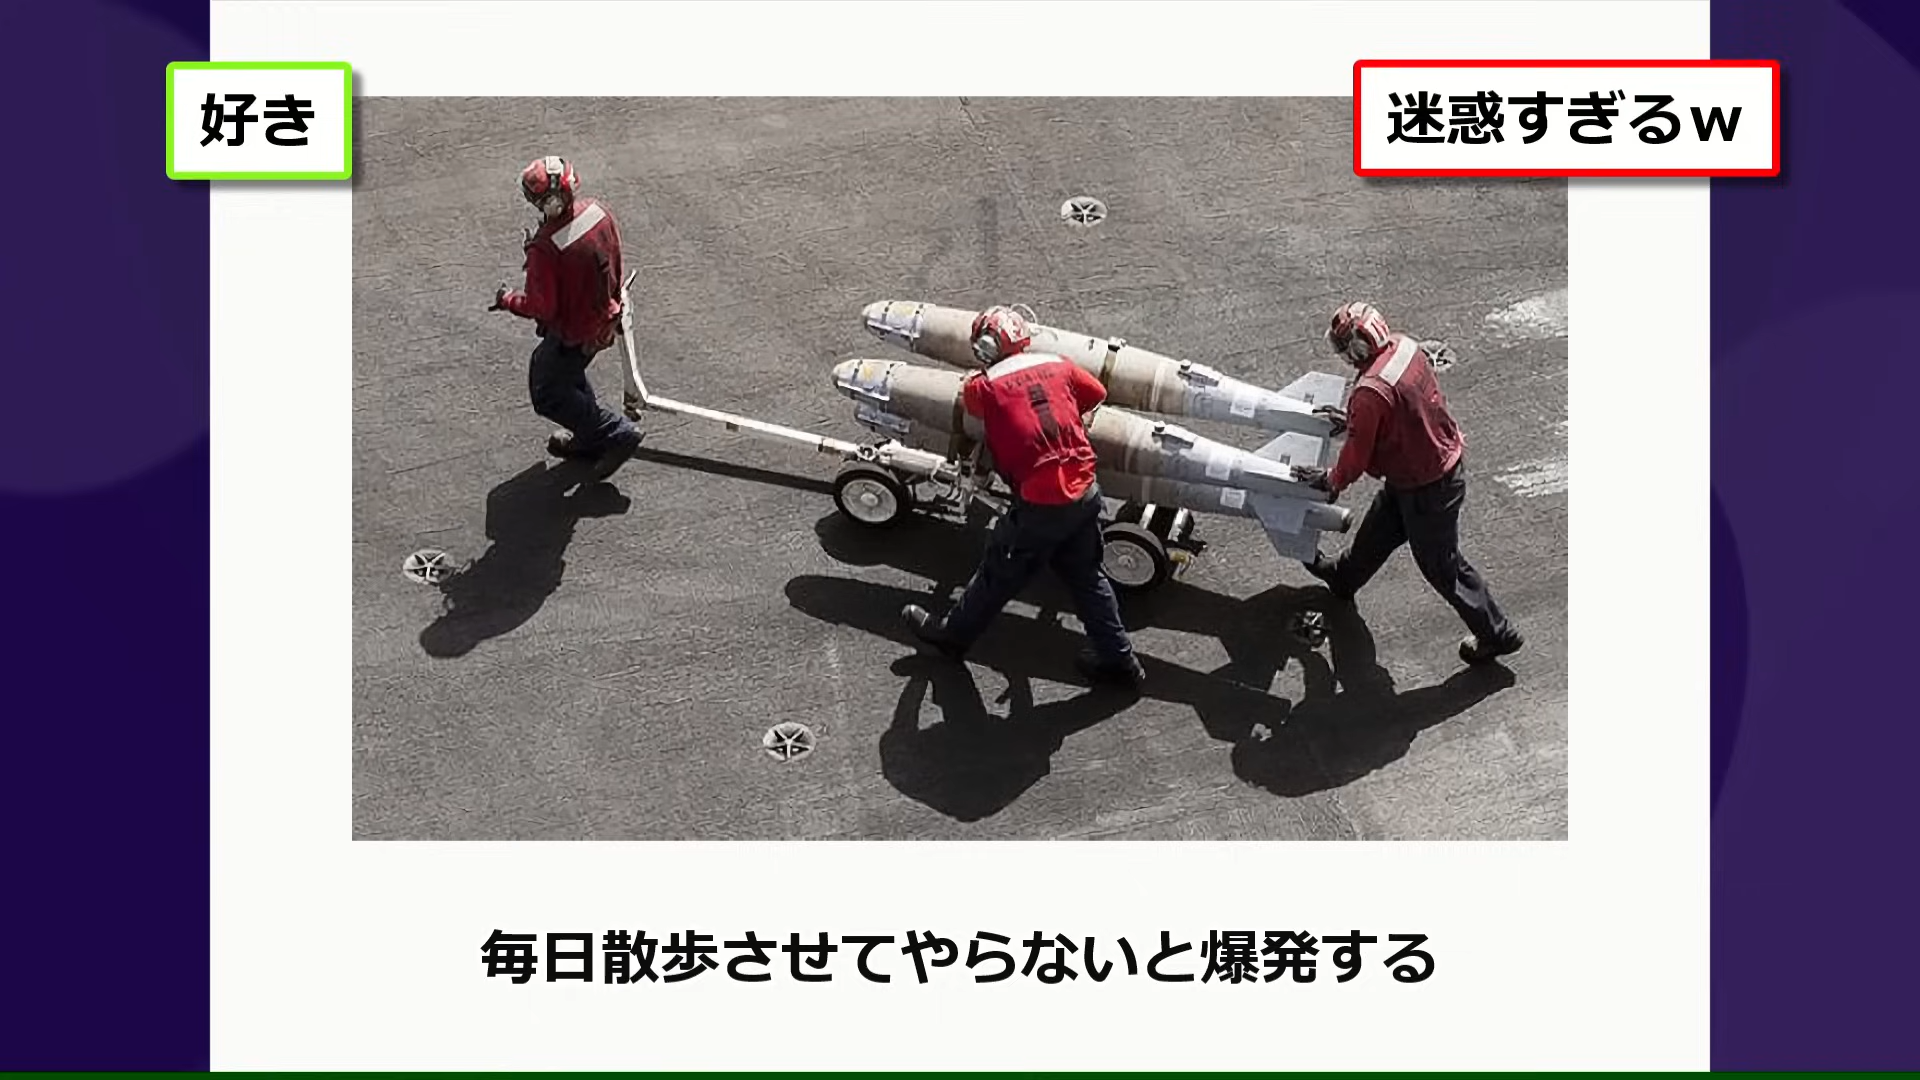 好き
迷惑すぎるｗ
毎日散歩させてやらないと爆発する